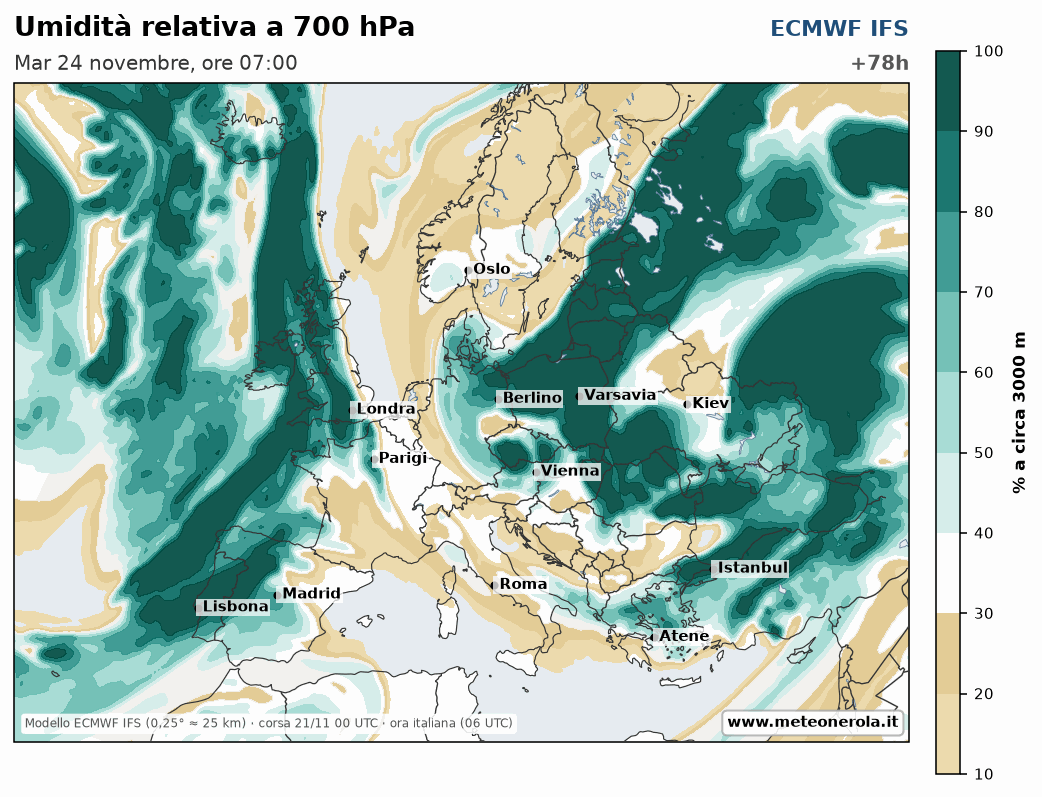 Umidità relativa a 700 hPa
ECMWF IFS
Mar 24 novembre, ore 07:00
+78h
100
90
80
70
60
50
40
30
20
10
% a circa 3000 m
Oslo
Berlino
Varsavia
Kiev
Londra
Parigi
Vienna
Istanbul
Roma
Madrid
Lisbona
Atene
Modello ECMWF IFS (0,25° ≈ 25 km) · corsa 21/11 00 UTC · ora italiana (06 UTC)
www.meteonerola.it